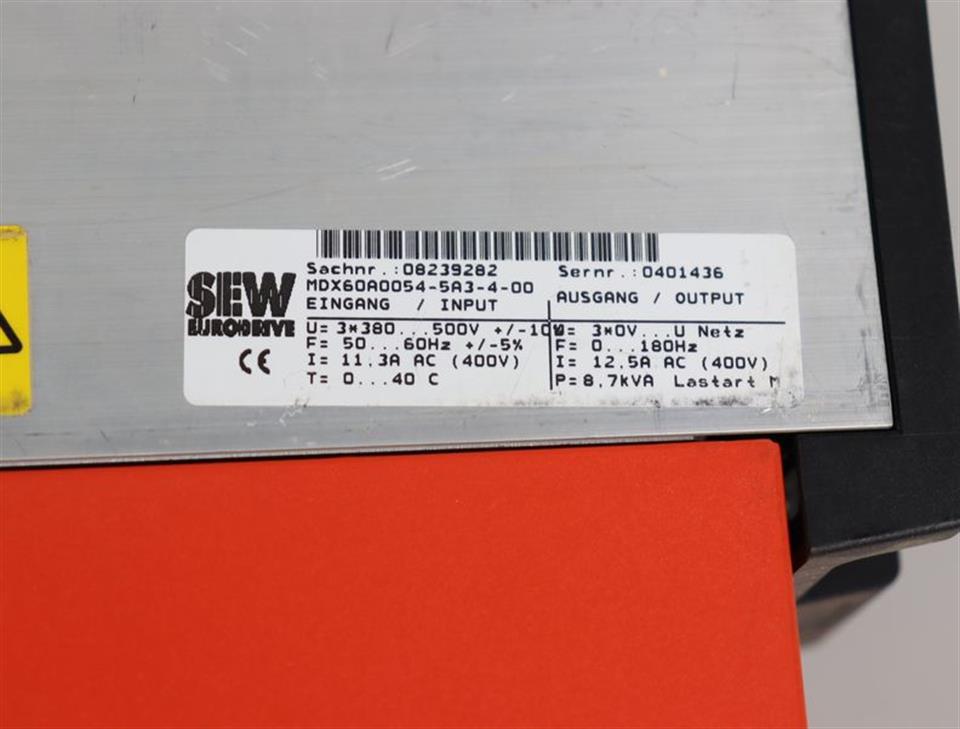 Sachnr.:08239282 Sernr.:0401436
MDX60A0054-5A3-4-00
EINGANG / INPUT AUSGANG / OUTPUT
SEW
EURODRIVE
CE
U= 3*380...500V +/-10 U= 3*0V...U Netz
F= 50...60Hz +/-5% F= 0...180Hz
I= 11.3A AC (400V) I= 12.5A AC (400V)
T= 0...40 C P= 8.7kVA Lastart M